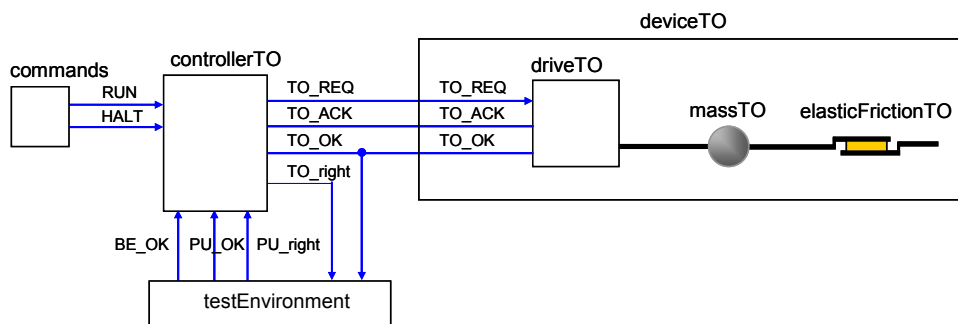 deviceTO
controllerTO
driveTO
commands
RUN
TO_REQ
TO_REQ
massTO
elasticFrictionTO
HALT
TO_ACK
TO_ACK
TO_OK
TO_OK
TO_right
BE_OK
PU_OK
PU_right
testEnvironment